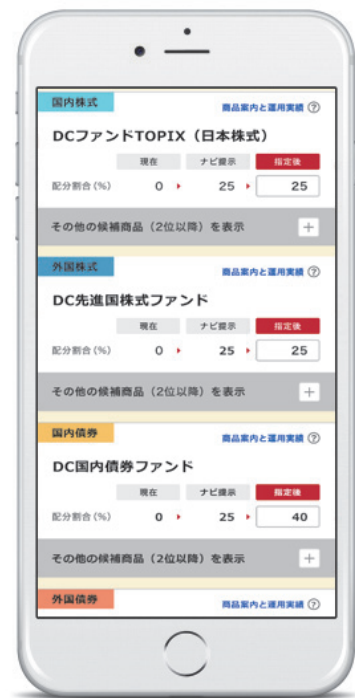 国内株式
商品案内と運用実績 ?
DCファンドTOPIX（日本株式）
現在 ナビ提示 指定後
配分割合(%) 0 25 25
その他の候補商品（2位以降）を表示 +
外国株式
商品案内と運用実績 ?
DC先進国株式ファンド
現在 ナビ提示 指定後
配分割合(%) 0 25 25
その他の候補商品（2位以降）を表示 +
国内債券
商品案内と運用実績 ?
DC国内債券ファンド
現在 ナビ提示 指定後
配分割合(%) 0 25 40
その他の候補商品（2位以降）を表示 +
外国債券
商品案内と運用実績 ?